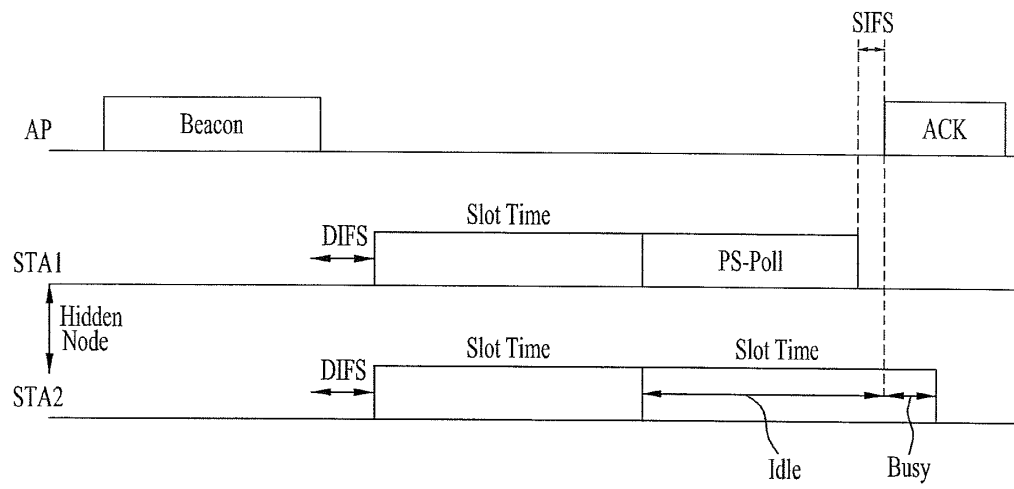 SIFS
AP
Beacon
ACK
Slot Time
DIFS
STA1
PS-Poll
Hidden
Node
Slot Time
Slot Time
DIFS
STA2
Idle
Busy